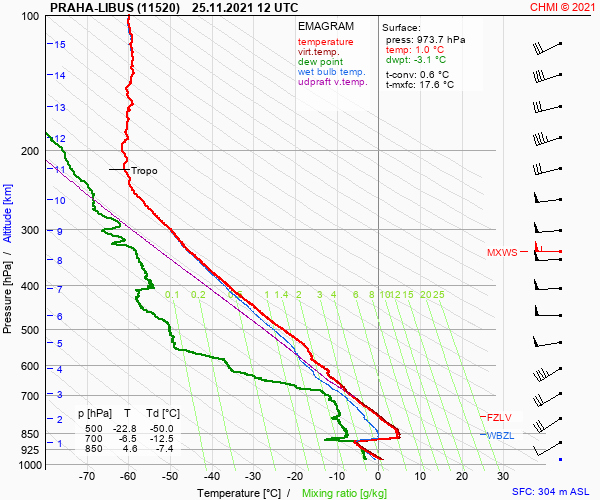 PRAHA-LIBUS (11520) 25.11.2021 12 UTC
CHMI © 2021
EMAGRAM
temperature
virt.temp.
dew point
wet bulb temp.
udpraft v.temp.
Surface:
press: 973.7 hPa
temp: 1.0 °C
dwpt: -3.1 °C
t-conv: 0.6 °C
t-mxfc: 17.6 °C
100
15
14
13
12
200
11
Tropo
10
300
9
MXWS
8
400
7
0.1 0.2 0.5 1 1.4 2 3 4 6 8 10 12 15 20 25
6
500
5
600
4
700
3
p [hPa] T Td [°C]
500 -22.8 -50.0
700 -6.5 -12.5
850 4.6 -7.4
2
FZLV
850
WBZL
1
925
1000
-70 -60 -50 -40 -30 -20 -10 0 10 20 30
Pressure [hPa] / Altitude [km]
Temperature [°C] / Mixing ratio [g/kg]
SFC: 304 m ASL